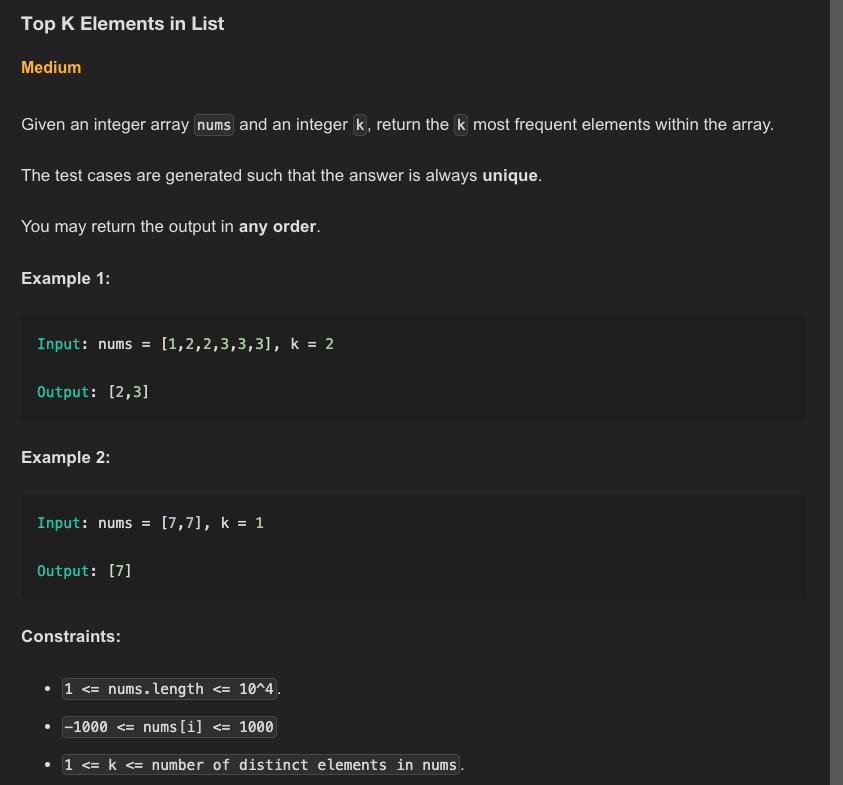 Top K Elements in List
Medium
Given an integer array nums and an integer k, return the k most frequent elements within the array.
The test cases are generated such that the answer is always unique.
You may return the output in any order.
Example 1:
Input: nums = [1,2,2,3,3,3], k = 2
Output: [2,3]
Example 2:
Input: nums = [7,7], k = 1
Output: [7]
Constraints:
• 1 <= nums.length <= 10^4.
• -1000 <= nums[i] <= 1000
• 1 <= k <= number of distinct elements in nums.